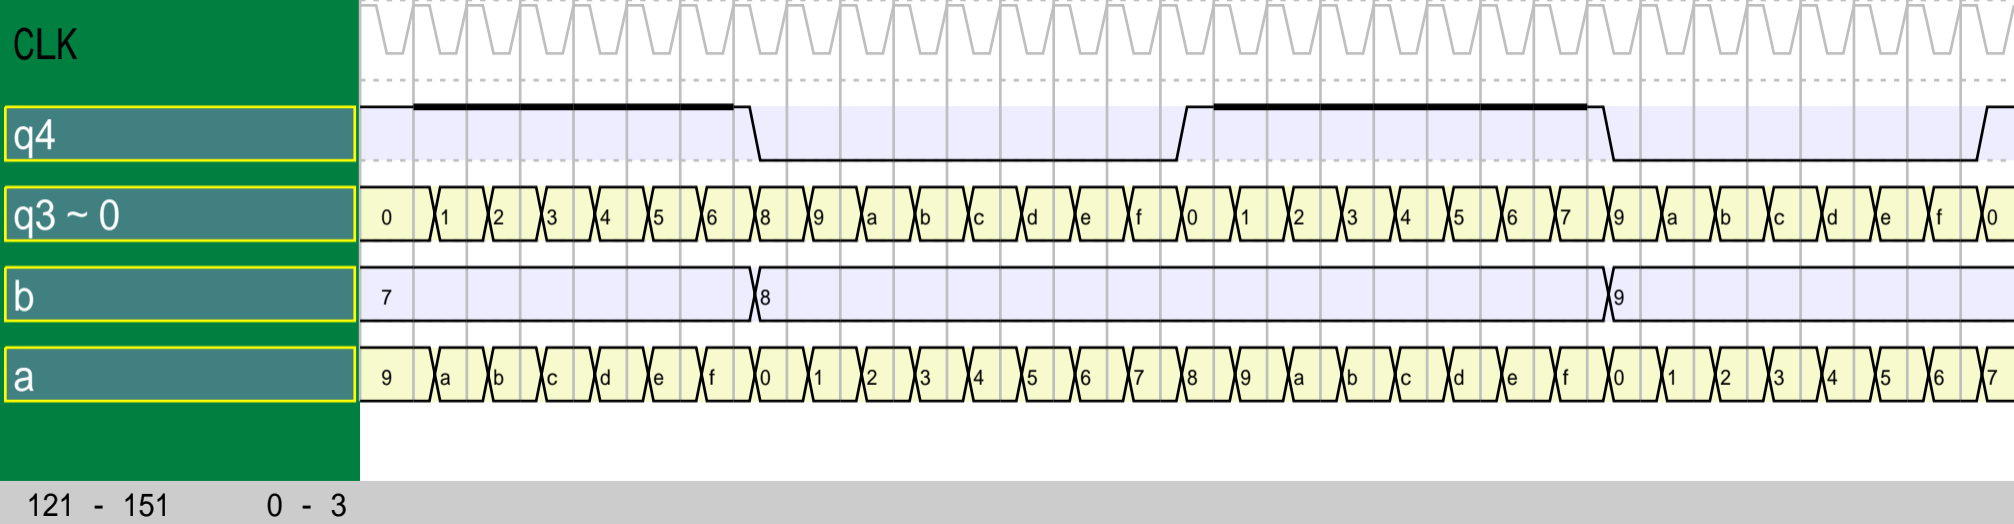 CLK
q4
q3 ~ 0 0 1 2 3 4 5 6 8 9 a b c d e f 0 1 2 3 4 5 6 7 9 a b c d e f 0
b 7 8 9
a 9 a b c d e f 0 1 2 3 4 5 6 7 8 9 a b c d e f 0 1 2 3 4 5 6 7
121 - 151 0 - 3